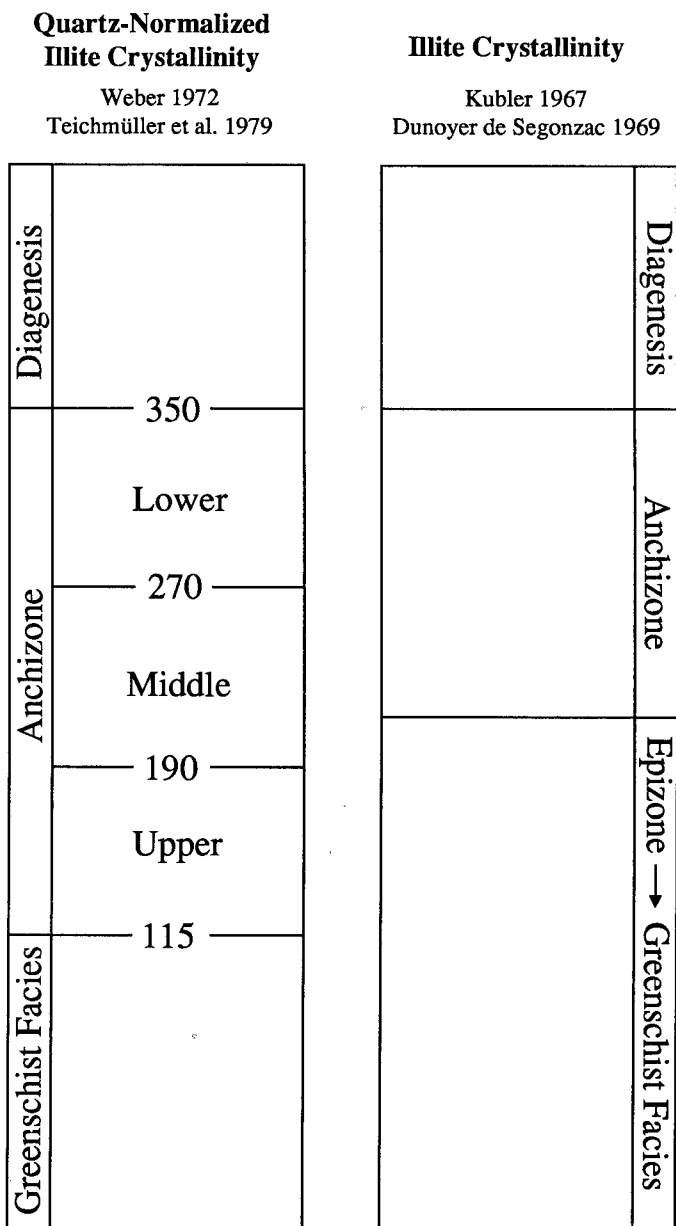 Quartz-Normalized
Illite Crystallinity
Weber 1972
Teichmüller et al. 1979
Diagenesis
350
Lower
270
Anchizone
Middle
190
Upper
115
Greenschist Facies
Illite Crystallinity
Kubler 1967
Dunoyer de Segonzac 1969
Diagenesis
Anchizone
Epizone → Greenschist Facies